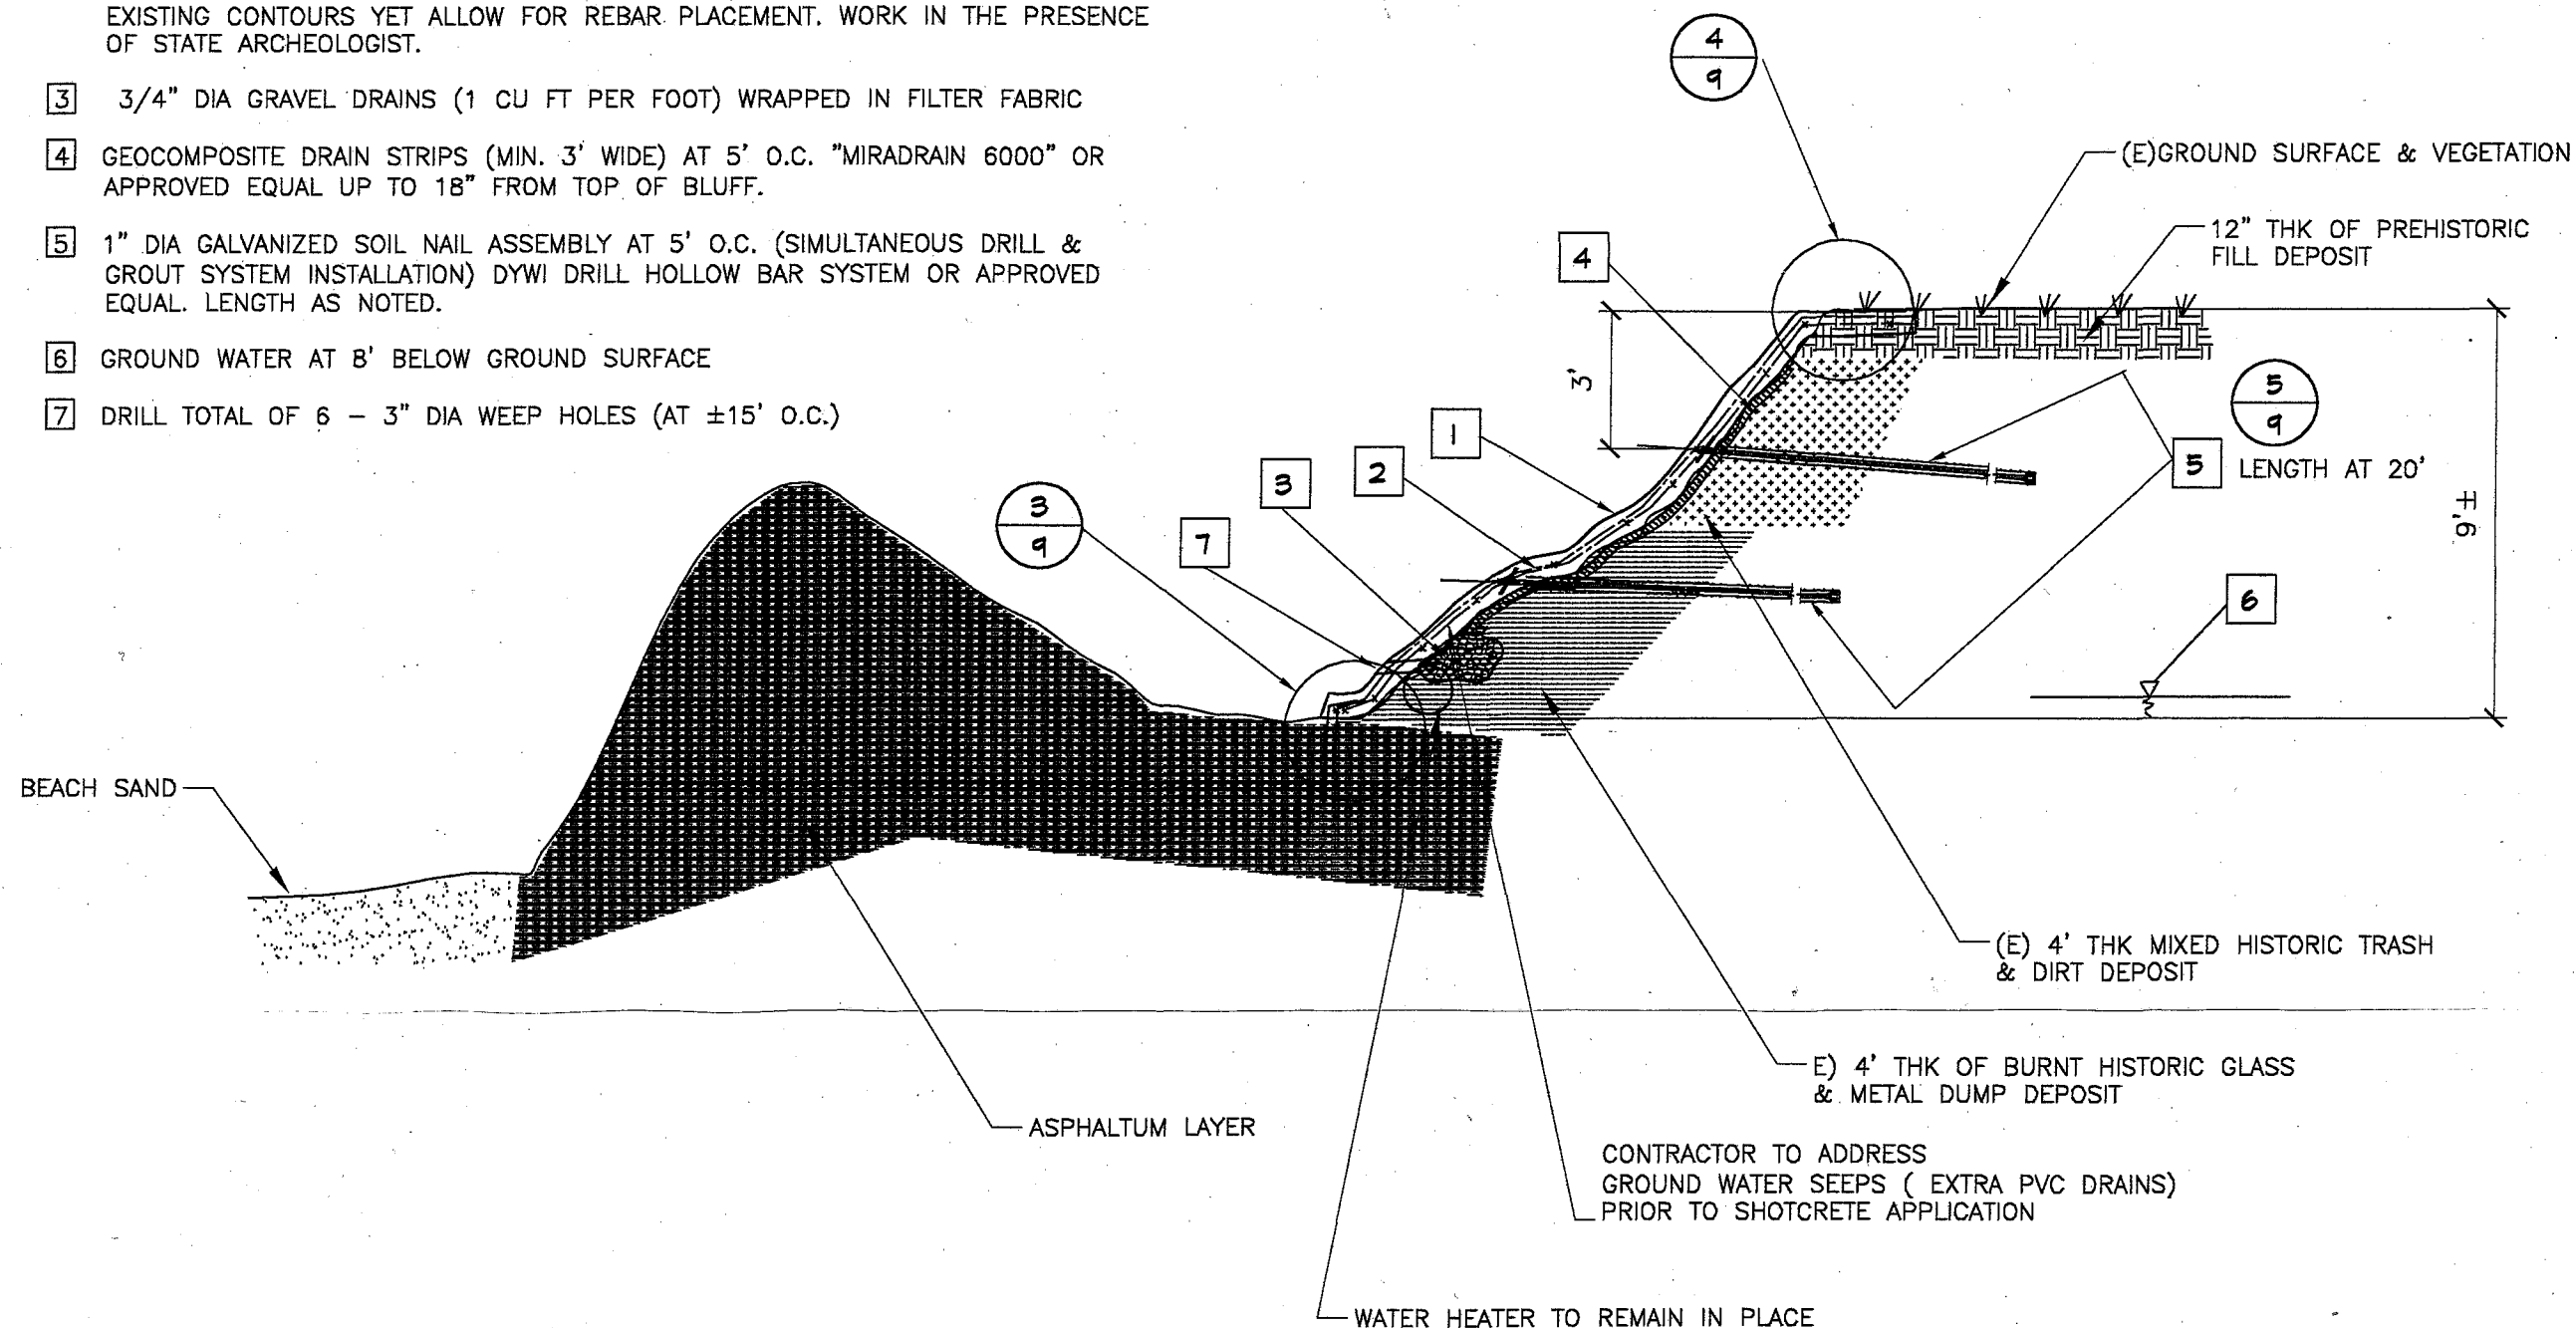 EXISTING CONTOURS YET ALLOW FOR REBAR PLACEMENT. WORK IN THE PRESENCE
OF STATE ARCHEOLOGIST.
3 3/4" DIA GRAVEL DRAINS (1 CU FT PER FOOT) WRAPPED IN FILTER FABRIC
4 GEOCOMPOSITE DRAIN STRIPS (MIN. 3' WIDE) AT 5' O.C. "MIRADRAIN 6000" OR
APPROVED EQUAL UP TO 18" FROM TOP OF BLUFF.
5 1" DIA GALVANIZED SOIL NAIL ASSEMBLY AT 5' O.C. (SIMULTANEOUS DRILL &
GROUT SYSTEM INSTALLATION) DYWI DRILL HOLLOW BAR SYSTEM OR APPROVED
EQUAL. LENGTH AS NOTED.
6 GROUND WATER AT 8' BELOW GROUND SURFACE
7 DRILL TOTAL OF 6 - 3" DIA WEEP HOLES (AT ±15' O.C.)
4
9
(E)GROUND SURFACE & VEGETATION
12" THK OF PREHISTORIC
FILL DEPOSIT
4
3'
5
9
1
2
3
5 LENGTH AT 20'
3
9
7
±
9'
6
BEACH SAND
(E) 4' THK MIXED HISTORIC TRASH
& DIRT DEPOSIT
E) 4' THK OF BURNT HISTORIC GLASS
& METAL DUMP DEPOSIT
ASPHALTUM LAYER
CONTRACTOR TO ADDRESS
GROUND WATER SEEPS ( EXTRA PVC DRAINS)
PRIOR TO SHOTCRETE APPLICATION
WATER HEATER TO REMAIN IN PLACE